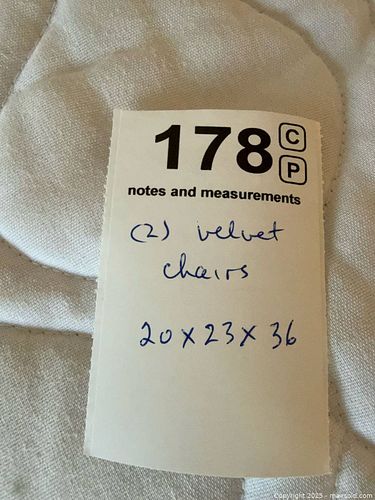 178 C
P
notes and measurements
(2) velvet
chairs
20 x 23 x 36
Copyright 2025 - maxsold.com